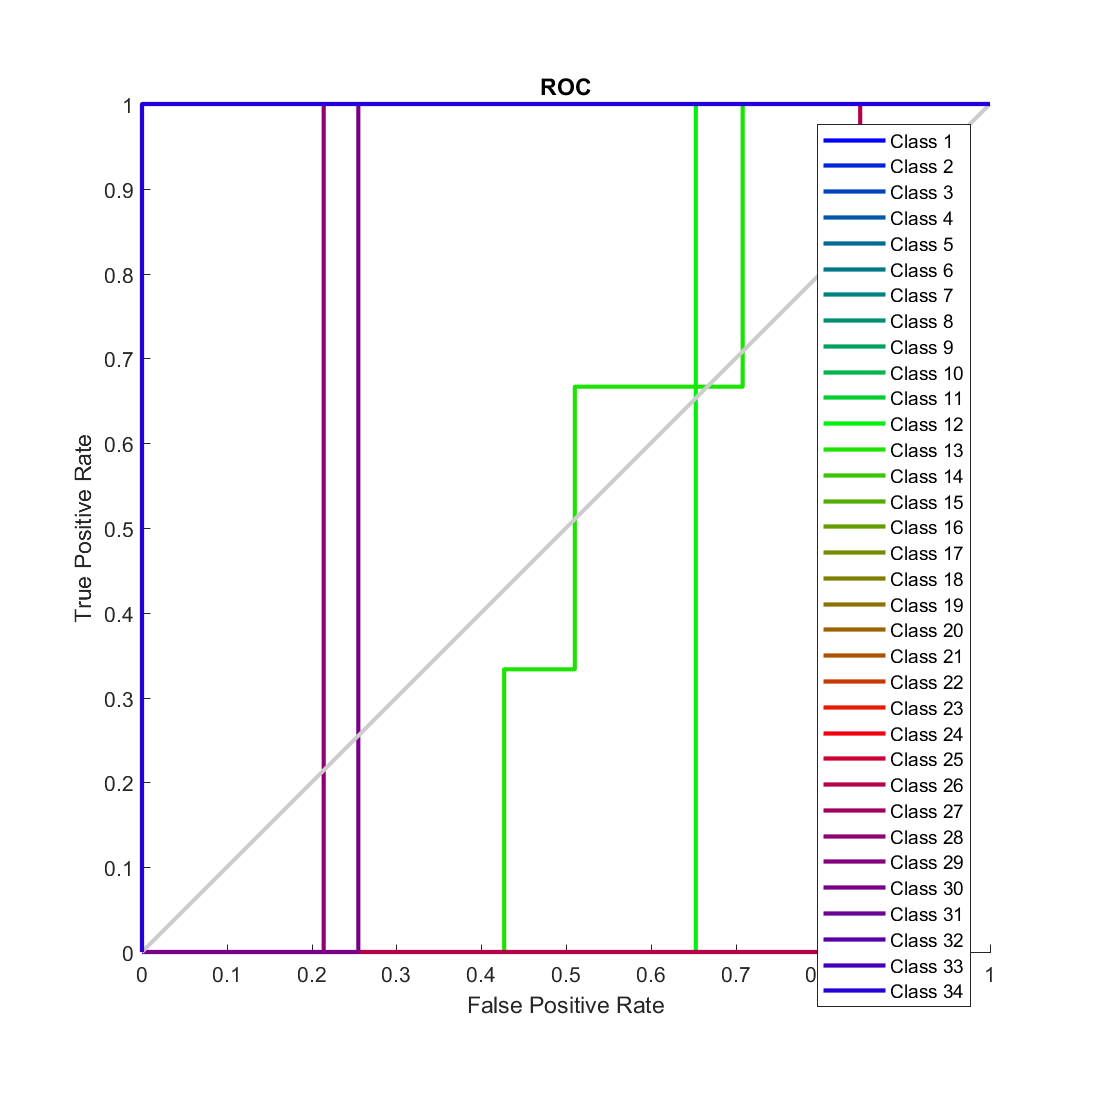 ROC
1
0.9
0.8
0.7
0.6
0.5
0.4
0.3
0.2
0.1
0
True Positive Rate
0 0.1 0.2 0.3 0.4 0.5 0.6 0.7 1
False Positive Rate
Class 1
Class 2
Class 3
Class 4
Class 5
Class 6
Class 7
Class 8
Class 9
Class 10
Class 11
Class 12
Class 13
Class 14
Class 15
Class 16
Class 17
Class 18
Class 19
Class 20
Class 21
Class 22
Class 23
Class 24
Class 25
Class 26
Class 27
Class 28
Class 29
Class 30
Class 31
Class 32
Class 33
Class 34